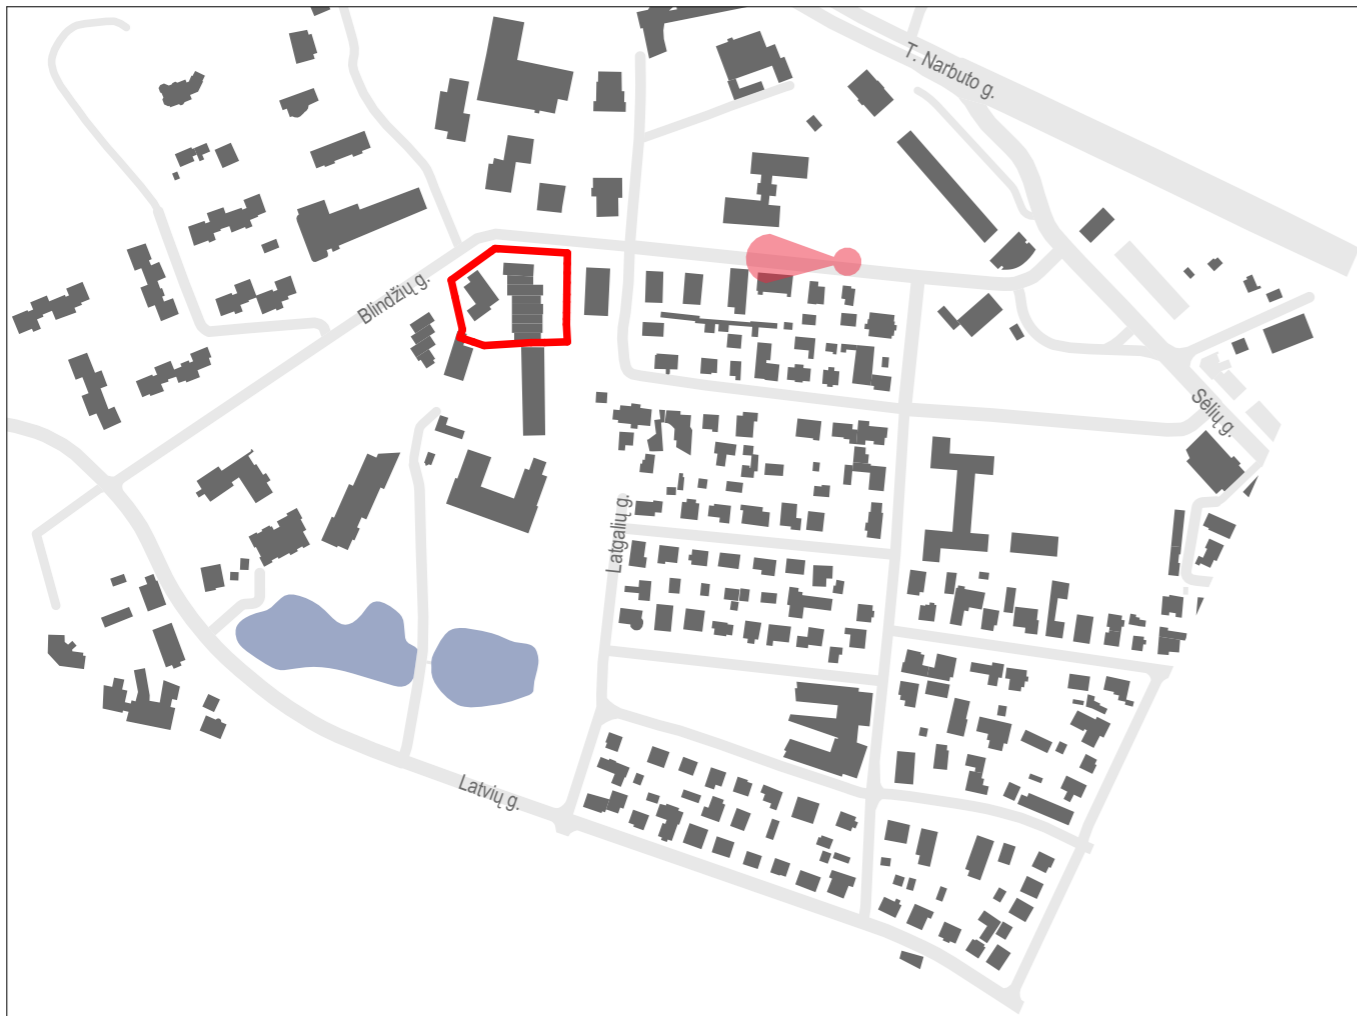 T. Narbuto g.
Blindžių g.
Sėlių g.
Latgalių g.
Latvių g.